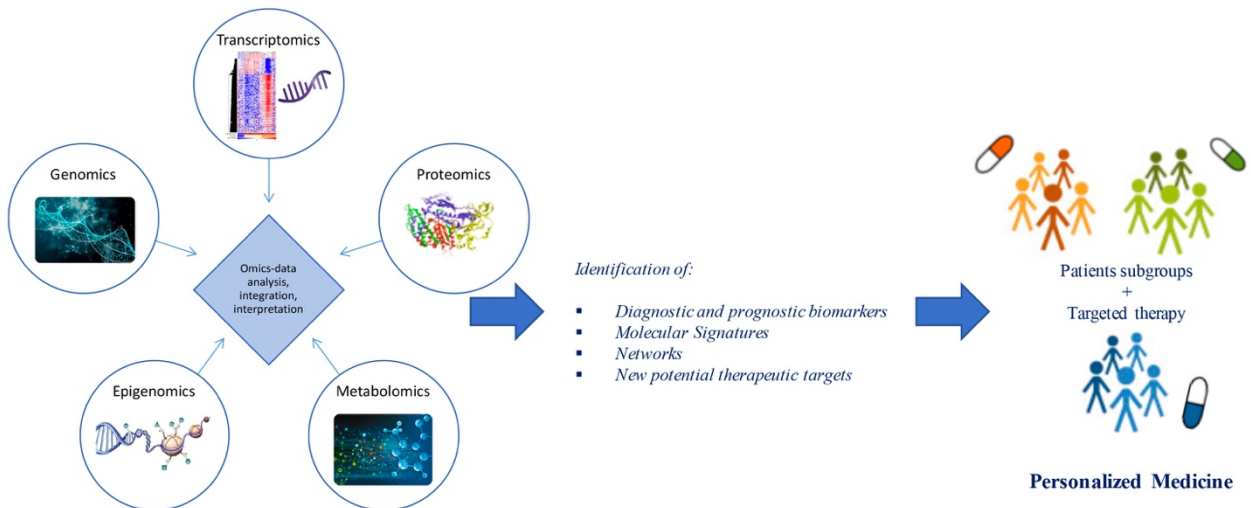 Transcriptomics
Genomics
Proteomics
Omics-data
analysis,
integration,
interpretation
Epigenomics
Metabolomics
Identification of:
▪ Diagnostic and prognostic biomarkers
▪ Molecular Signatures
▪ Networks
▪ New potential therapeutic targets
Patients subgroups
+
Targeted therapy
Personalized Medicine